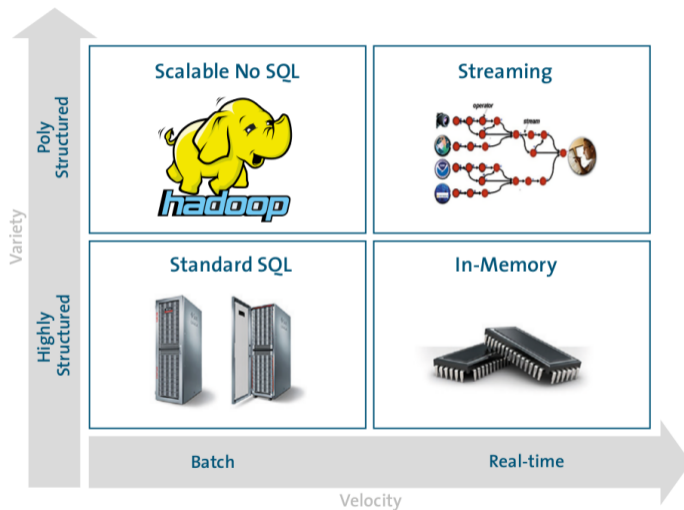 Scalable No SQL
Streaming
operator
stream
hadoop
Poly
Structured
Variety
Standard SQL
In-Memory
Highly
Structured
Batch
Real-time
Velocity